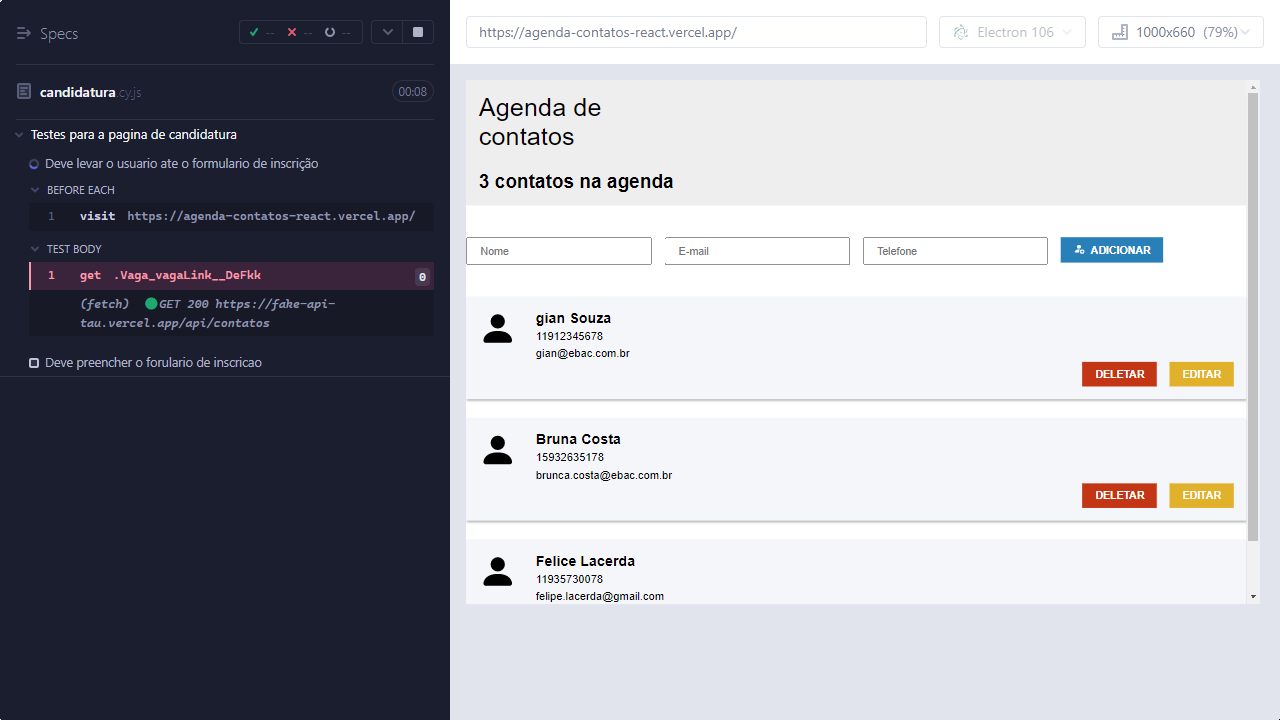 Specs
-- -- --
candidatura.cy.js
00:08
Testes para a pagina de candidatura
Deve levar o usuario ate o formulario de inscrição
BEFORE EACH
1 visit https://agenda-contatos-react.vercel.app/
TEST BODY
1 get .Vaga_vagaLink__DeFkk 0
(fetch) GET 200 https://fake-api-
tau.vercel.app/api/contatos
Deve preencher o forulario de inscricao
https://agenda-contatos-react.vercel.app/
Electron 106
1000x660 (79%)
Agenda de
contatos
3 contatos na agenda
Nome
E-mail
Telefone
ADICIONAR
gian Souza
11912345678
gian@ebac.com.br
DELETAR
EDITAR
Bruna Costa
15932635178
brunca.costa@ebac.com.br
DELETAR
EDITAR
Felice Lacerda
11935730078
felipe.lacerda@gmail.com